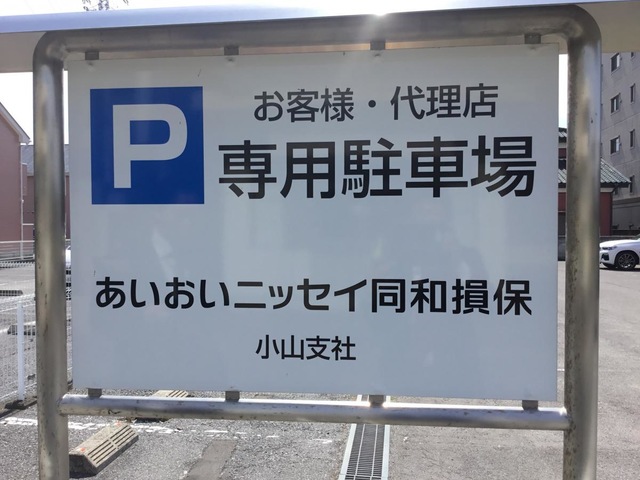 P
お客様・代理店
専用駐車場
あいおいニッセイ同和損保
小山支社